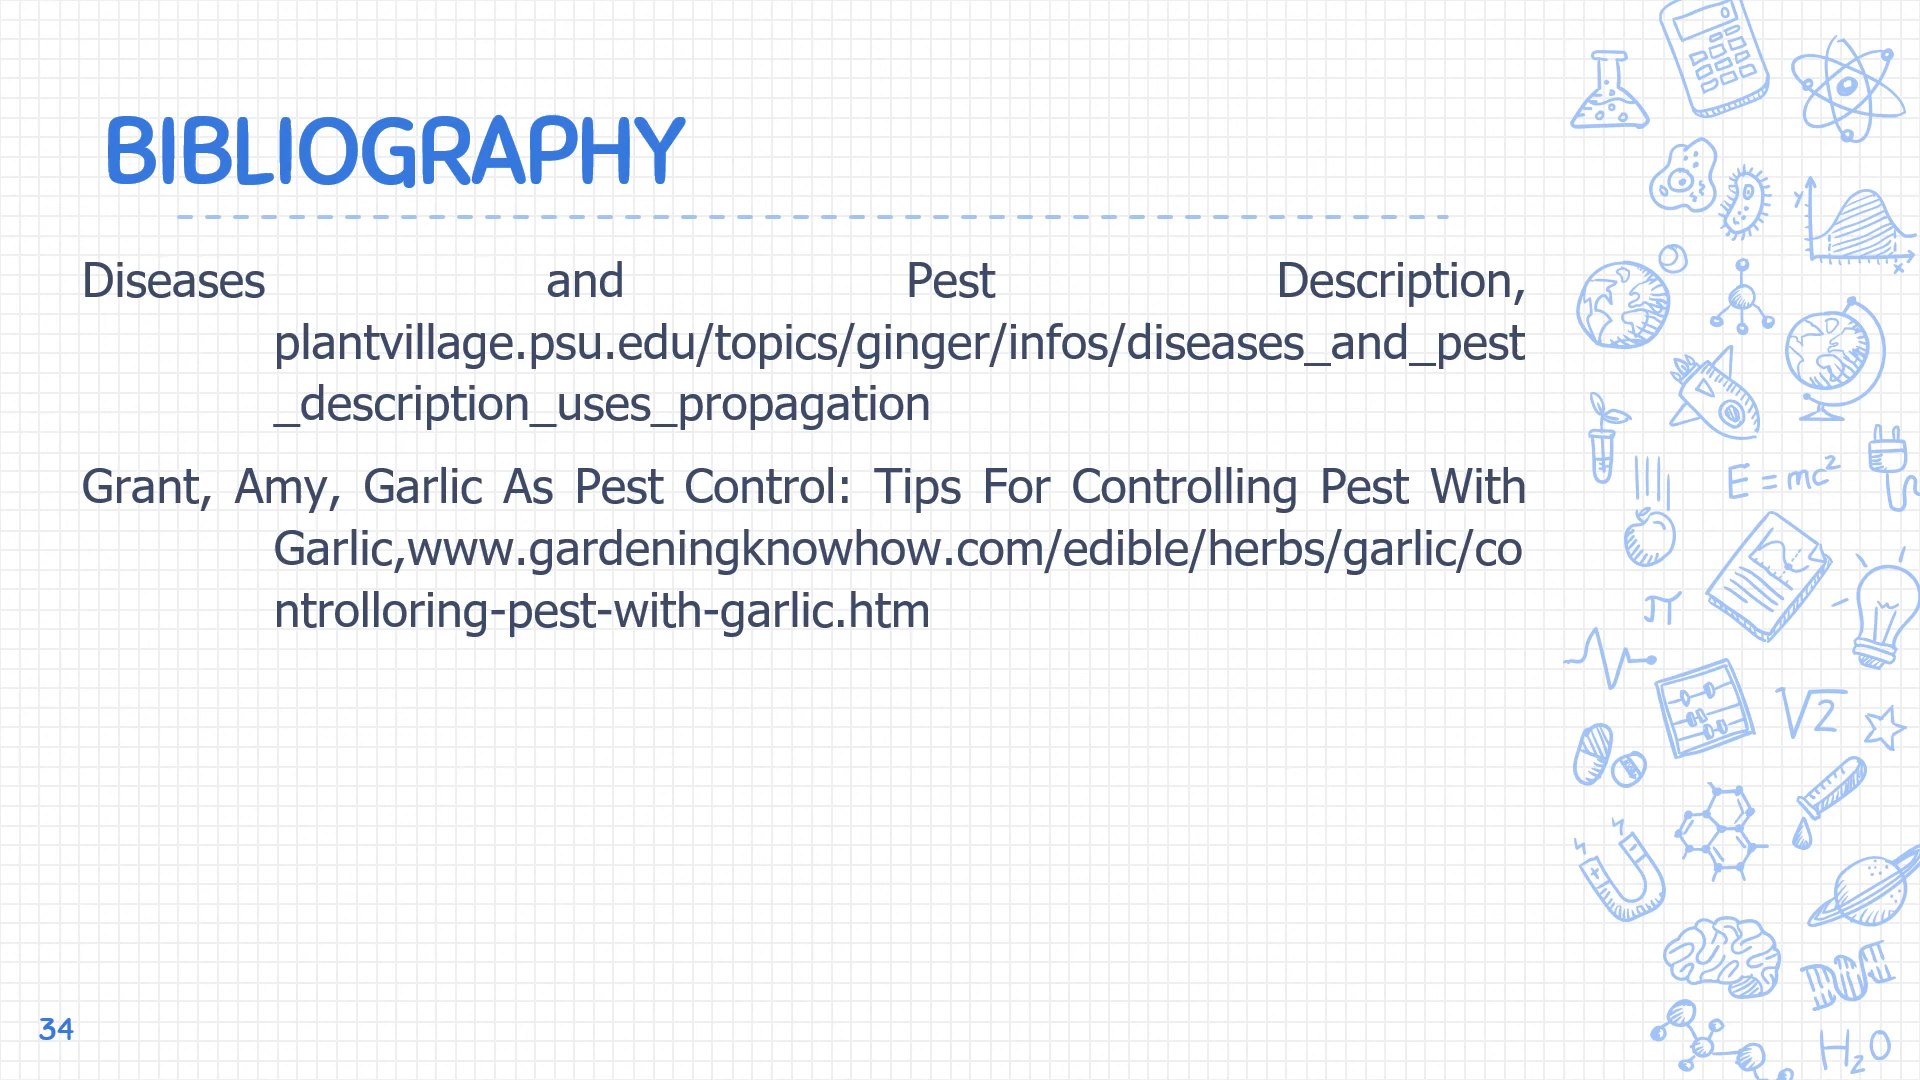 BIBLIOGRAPHY
Diseases and Pest Description,
plantvillage.psu.edu/topics/ginger/infos/diseases_and_pest
_description_uses_propagation
Grant, Amy, Garlic As Pest Control: Tips For Controlling Pest With
Garlic,www.gardeningknowhow.com/edible/herbs/garlic/co
ntrolloring-pest-with-garlic.htm
34
y
x
E=mc²
π
√2
H₂O